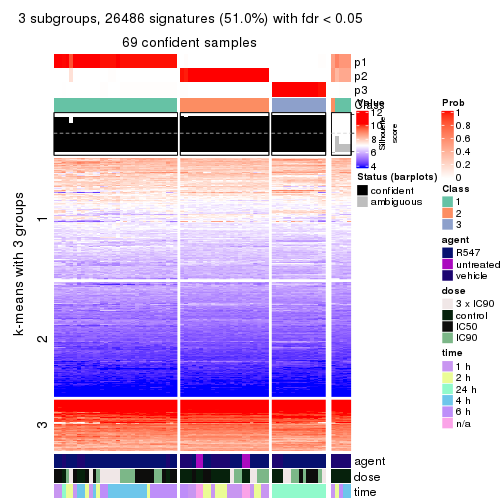 3 subgroups, 26486 signatures (51.0%) with fdr < 0.05
69 confident samples
p1
p2
p3
Class
Silhouette
score
k-means with 3 groups
1
2
3
agent
dose
time
Value
12
10
8
6
4
Status (barplots)
confident
ambiguous
Prob
1
0.8
0.6
0.4
0.2
0
Class
1
2
3
agent
R547
untreated
vehicle
dose
3 x IC90
control
IC50
IC90
time
1 h
2 h
24 h
4 h
6 h
n/a